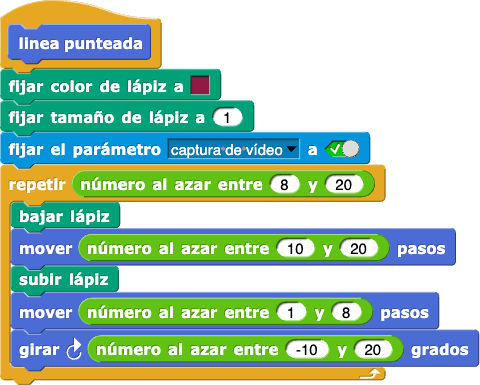 linea punteada
fijar color de lápiz a
fijar tamaño de lápiz a 1
fijar el parámetro captura de vídeo a
repetir número al azar entre 8 y 20
bajar lápiz
mover número al azar entre 10 y 20 pasos
subir lápiz
mover número al azar entre 1 y 8 pasos
girar número al azar entre -10 y 20 grados